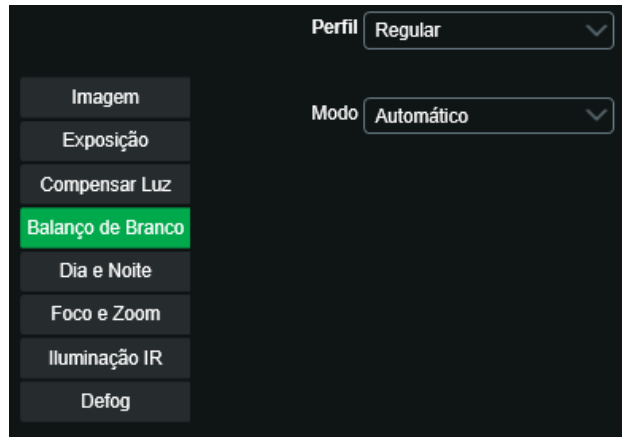 Perfil Regular
Imagem
Modo Automático
Exposição
Compensar Luz
Balanço de Branco
Dia e Noite
Foco e Zoom
Iluminação IR
Defog